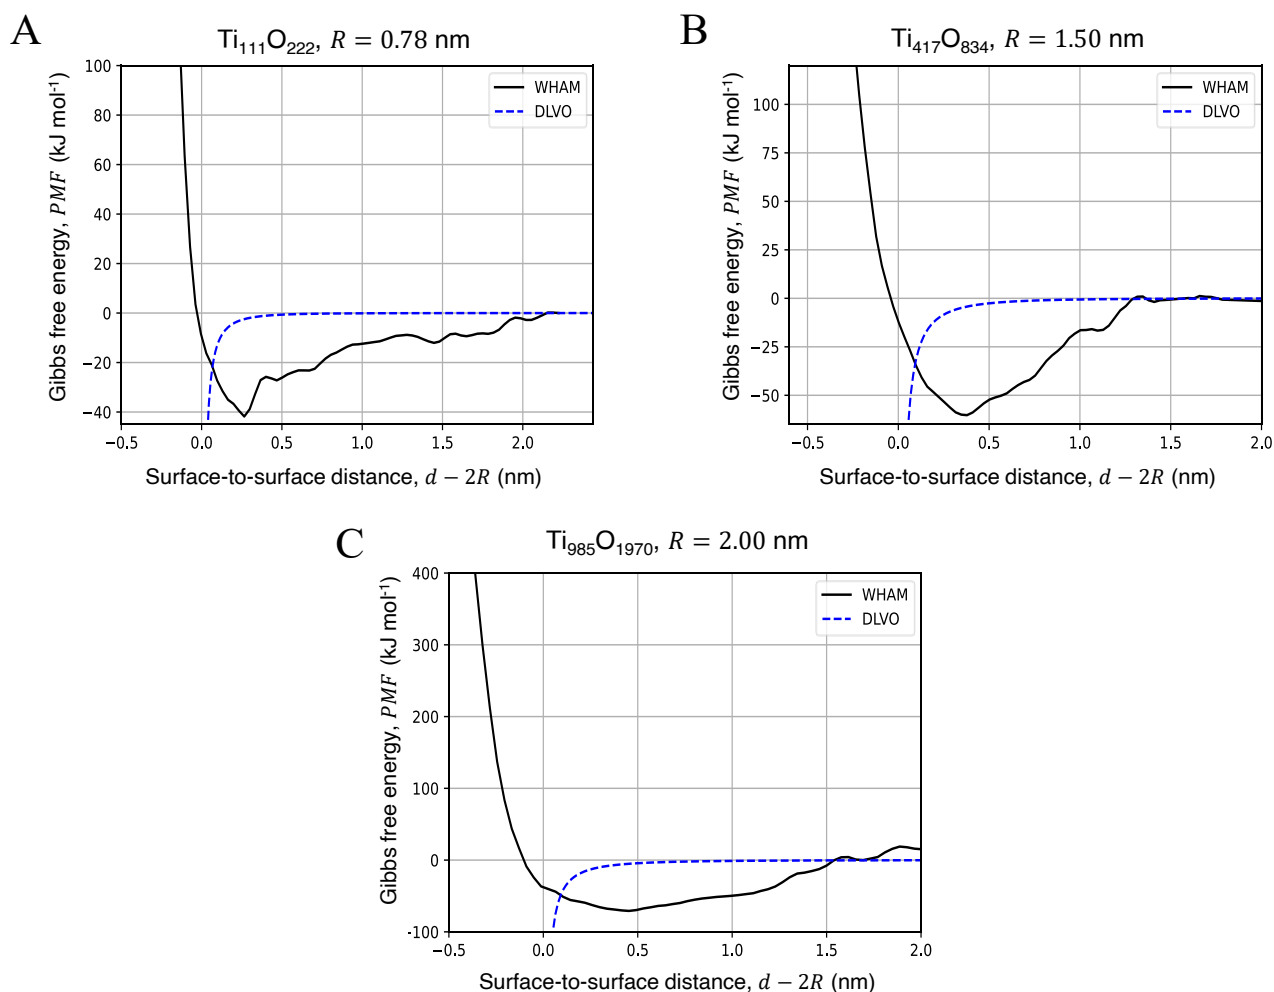 A
Ti₁₁₁O₂₂₂, R = 0.78 nm
Gibbs free energy, PMF (kJ mol⁻¹)
100
80
60
40
20
0
−20
−40
WHAM
DLVO
−0.5 0.0 0.5 1.0 1.5 2.0
Surface-to-surface distance, d − 2R (nm)
B
Ti₄₁₇O₈₃₄, R = 1.50 nm
Gibbs free energy, PMF (kJ mol⁻¹)
100
75
50
25
0
−25
−50
WHAM
DLVO
−0.5 0.0 0.5 1.0 1.5 2.0
Surface-to-surface distance, d − 2R (nm)
C
Ti₉₈₅O₁₉₇₀, R = 2.00 nm
Gibbs free energy, PMF (kJ mol⁻¹)
400
300
200
100
0
-100
WHAM
DLVO
−0.5 0.0 0.5 1.0 1.5 2.0
Surface-to-surface distance, d − 2R (nm)